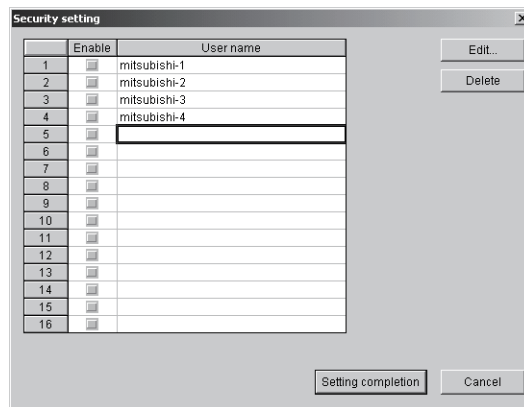 Security setting
Enable User name
1 mitsubishi-1
2 mitsubishi-2
3 mitsubishi-3
4 mitsubishi-4
5
6
7
8
9
10
11
12
13
14
15
16
Edit...
Delete
Setting completion Cancel